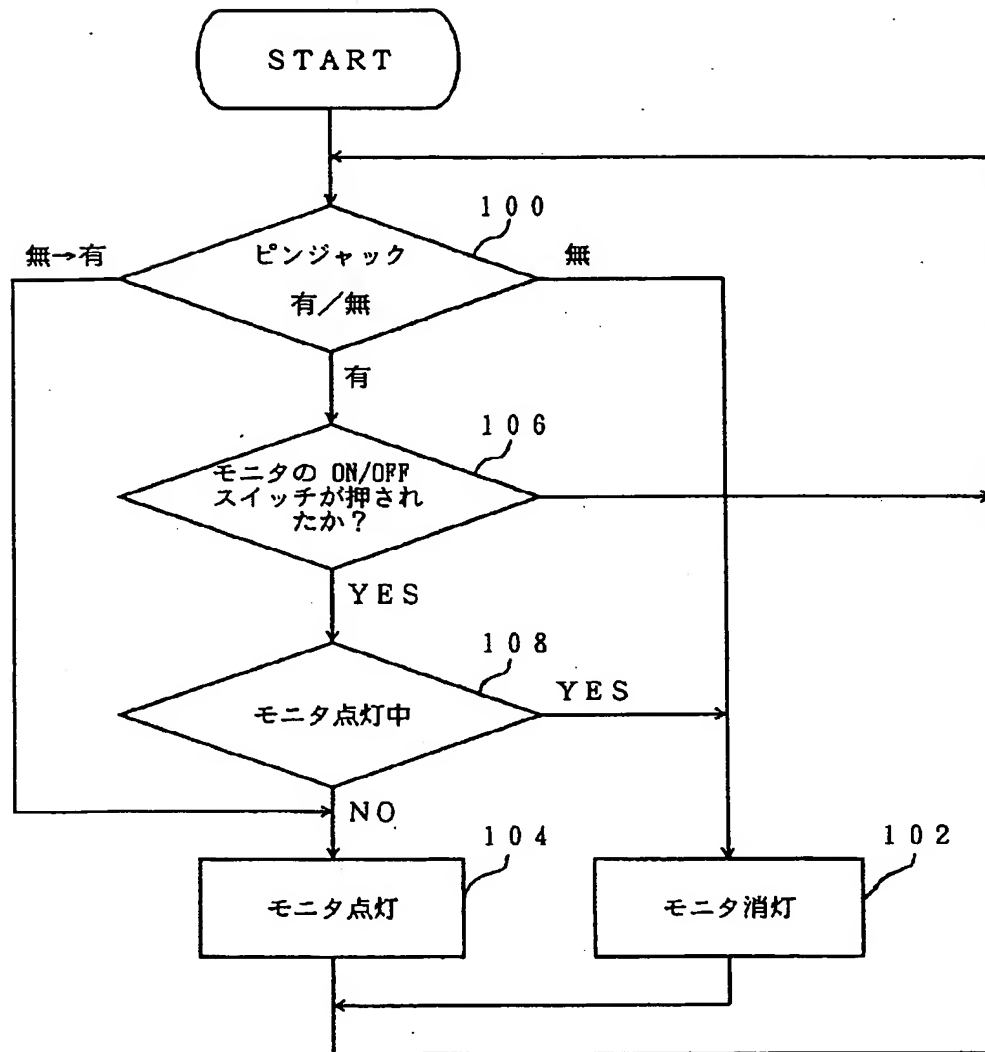 START
100
無→有
ピンジャック
無
有／無
有
106
モニタの ON/OFF
スイッチが押され
たか？
YES
108
YES
モニタ点灯中
NO
104
102
モニタ点灯
モニタ消灯